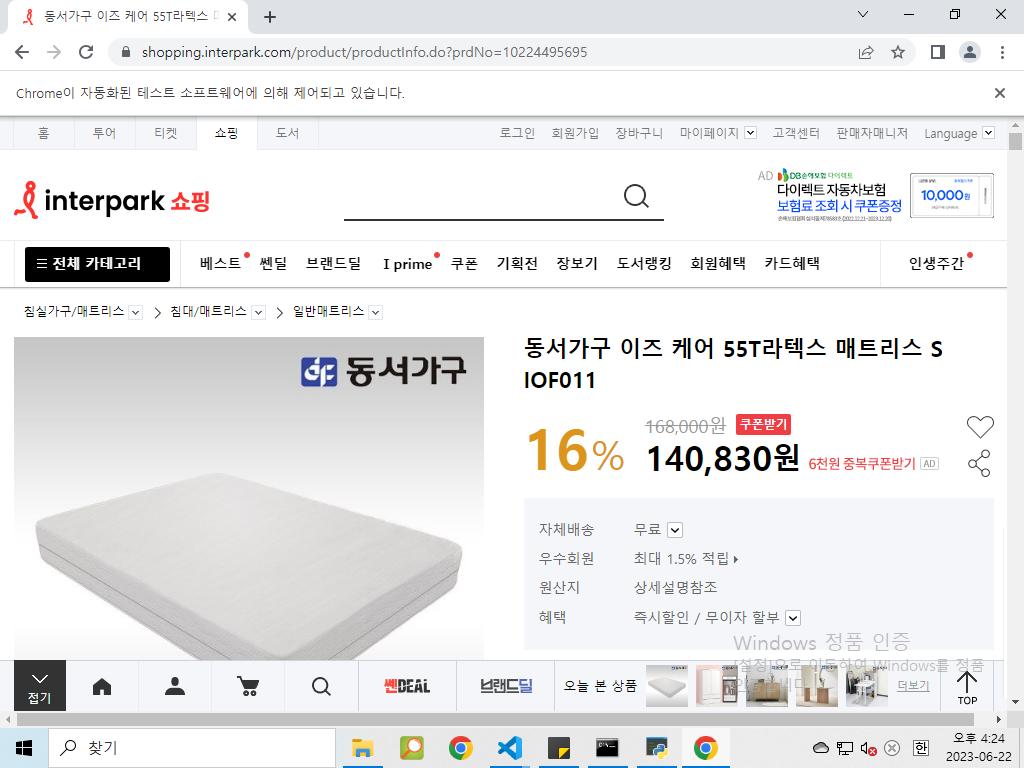 동서가구 이즈 케어 55T라텍스 매
shopping.interpark.com/product/productInfo.do?prdNo=10224495695
Chrome이 자동화된 테스트 소프트웨어에 의해 제어되고 있습니다.
홈 투어 티켓 쇼핑 도서 로그인 회원가입 장바구니 마이페이지 고객센터 판매자매니저 Language
interpark 쇼핑
AD DB손해보험 다이렉트
다이렉트 자동차보험
보험료 조회 시 쿠폰증정
10,000원
전체 카테고리 베스트 쎈딜 브랜드딜 I prime 쿠폰 기획전 장보기 도서랭킹 회원혜택 카드혜택 인생주간
침실가구/매트리스 침대/매트리스 일반매트리스
동서가구
동서가구 이즈 케어 55T라텍스 매트리스 S
IOF011
16% 168,000원 쿠폰받기
140,830원 6천원 중복쿠폰받기 AD
자체배송 무료
우수회원 최대 1.5% 적립
원산지 상세설명참조
혜택 즉시할인 / 무이자 할부
Windows 정품 인증
[설정]으로 이동하여 Windows를 정품
접기 쎈DEAL 브랜드딜 오늘 본 상품 더보기 TOP
찾기
한
오후 4:24
2023-06-22